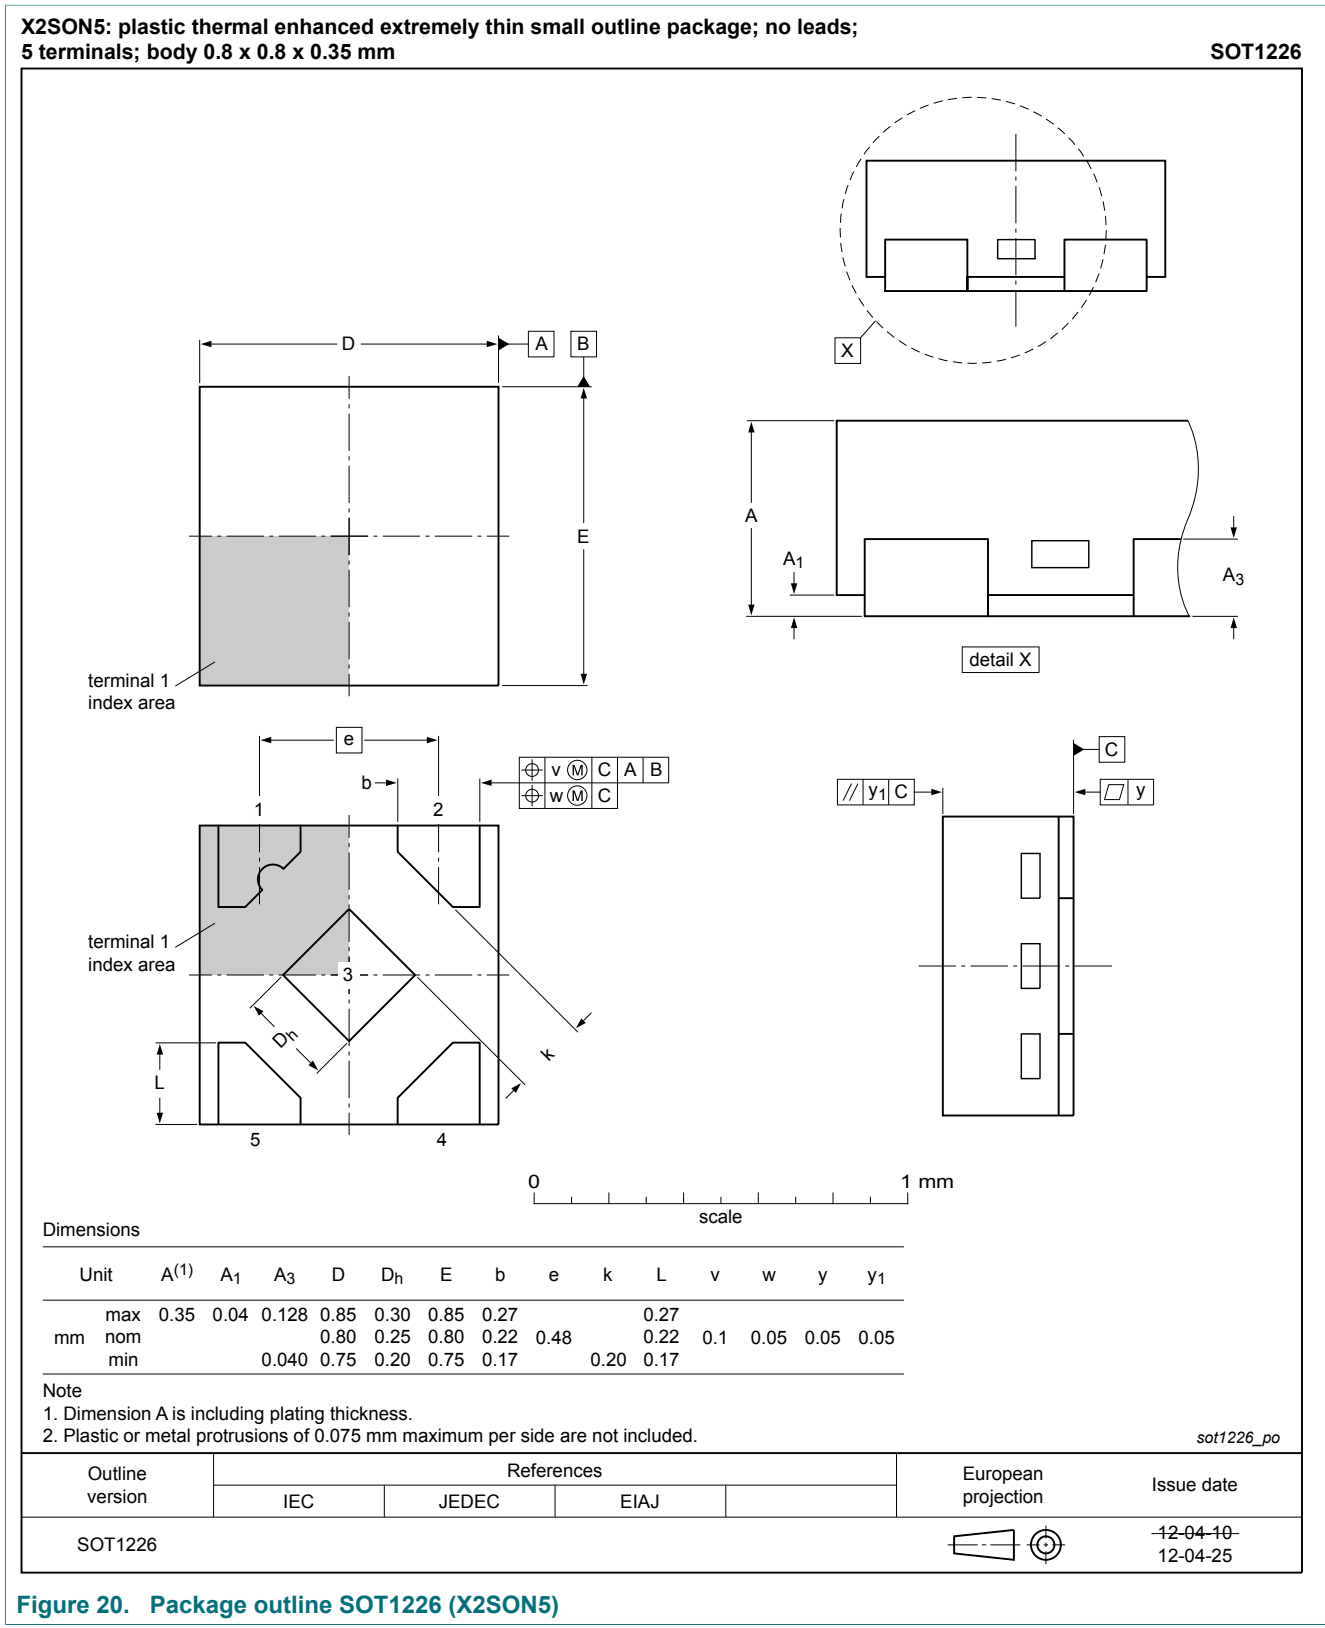 X2SON5: plastic thermal enhanced extremely thin small outline package; no leads;
5 terminals; body 0.8 x 0.8 x 0.35 mm
SOT1226
X
D
A
B
E
terminal 1
index area
A
A1
A3
detail X
e
b
v M C A B
w M C
1
2
terminal 1
index area
3
Dh
k
L
5
4
// y1 C
C
y
0
1 mm
scale
Dimensions
Unit A(1) A1 A3 D Dh E b e k L v w y y1
max 0.35 0.04 0.128 0.85 0.30 0.85 0.27 0.27
mm nom 0.80 0.25 0.80 0.22 0.48 0.22 0.1 0.05 0.05 0.05
min 0.040 0.75 0.20 0.75 0.17 0.20 0.17
Note
1. Dimension A is including plating thickness.
2. Plastic or metal protrusions of 0.075 mm maximum per side are not included.
sot1226_po
Outline
version
References
IEC JEDEC EIAJ
European
projection
Issue date
SOT1226
12-04-10
12-04-25
Figure 20. Package outline SOT1226 (X2SON5)